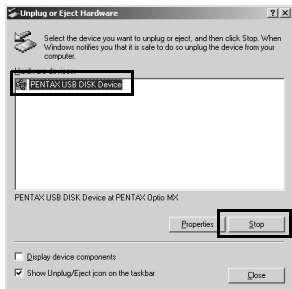 Unplug or Eject Hardware
Select the device you want to unplug or eject, and then click Stop. When
Windows notifies you that it is safe to do so unplug the device from your
computer.
Hardware devices:
PENTAX USB DISK Device
PENTAX USB DISK Device at PENTAX Optio MX
Properties Stop
Display device components
Show Unplug/Eject icon on the taskbar
Close